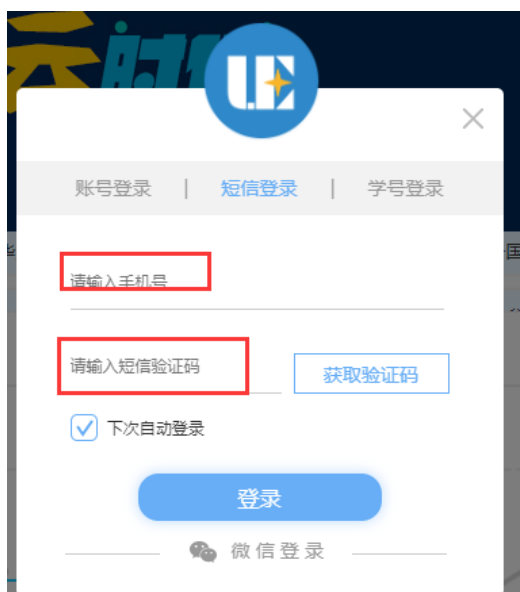 时
账号登录 | 短信登录 | 学号登录
请输入手机号
请输入短信验证码 获取验证码
下次自动登录
登录
微信登录